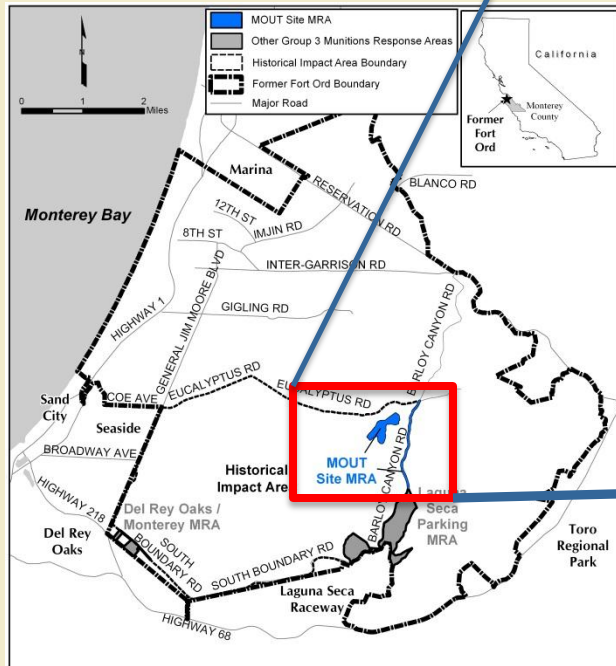 MOUT Site MRA
Other Group 3 Munitions Response Areas
Historical Impact Area Boundary
Former Fort Ord Boundary
Major Road
N
0 1 2
Miles
California
Monterey
County
Former
Fort
Ord
Marina
Monterey Bay
RESERVATION RD
BLANCO RD
12TH ST
IMJIN RD
8TH ST
INTER-GARRISON RD
HIGHWAY 1
GENERAL JIM MOORE BLVD
GIGLING RD
BARLOY CANYON RD
EUCALYPTUS RD
EUCALYPTUS RD
COE AVE
Sand
City
Seaside
BROADWAY AVE
MOUT
Site MRA
Historical
Impact Area
BARLOY CANYON RD
Laguna
Seca
Parking
MRA
HIGHWAY 218
Del Rey Oaks /
Monterey MRA
Del Rey
Oaks
SOUTH
BOUNDARY RD
SOUTH BOUNDARY RD
Toro
Regional
Park
Laguna Seca
Raceway
HIGHWAY 68